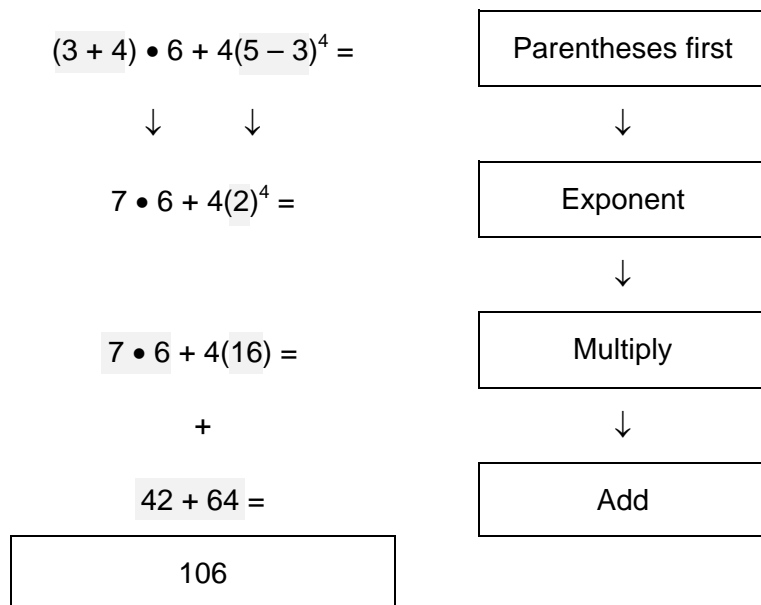 (3 + 4) • 6 + 4(5 – 3)⁴ =
Parentheses first
↓ ↓
↓
7 • 6 + 4(2)⁴ =
Exponent
↓
7 • 6 + 4(16) =
Multiply
+
↓
42 + 64 =
Add
106